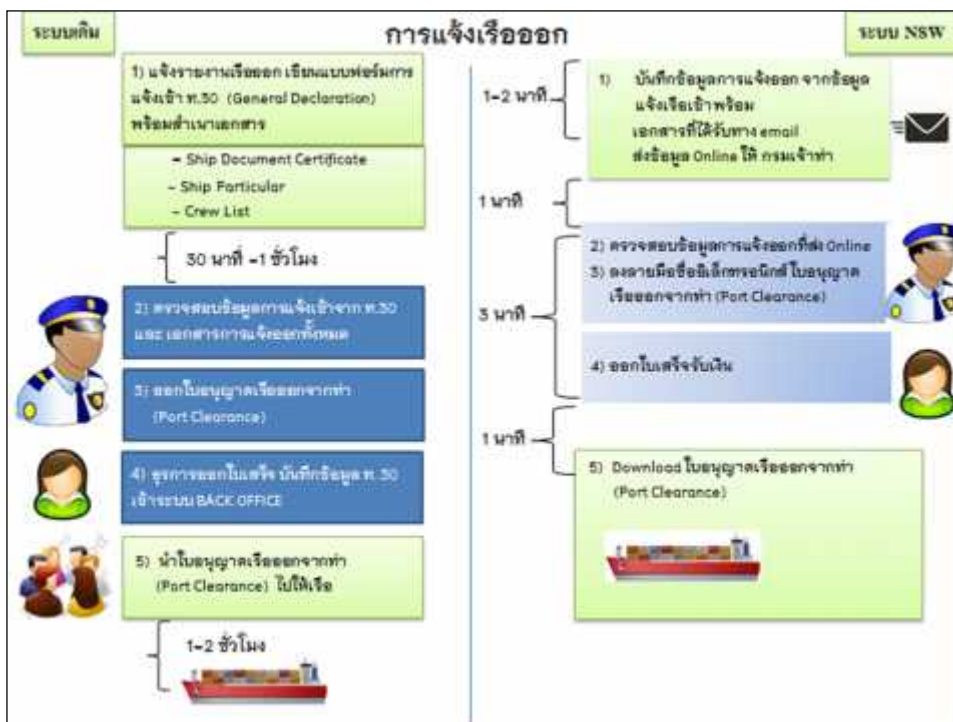 ระบบเดิม
การแจ้งเรือออก
ระบบ NSW
1) แจ้งรายงานเรือออก เขียนแบบฟอร์มการ
แจ้งเข้า ท.30 (General Declaration)
พร้อมสำเนาเอกสาร
- Ship Document Certificate
- Ship Particular
- Crew List
30 นาที -1 ชั่วโมง
2) ตรวจสอบข้อมูลการแจ้งเข้าจาก ท.30
และ เอกสารการแจ้งออกทั้งหมด
3) ออกใบอนุญาตเรือออกจากท่า
(Port Clearance)
4) ธุรการออกใบเสร็จ บันทึกข้อมูล ท.30
เข้าระบบ BACK OFFICE
5) นำใบอนุญาตเรือออกจากท่า
(Port Clearance) ไปให้เรือ
1-2 ชั่วโมง
1-2 นาที
1) บันทึกข้อมูลการแจ้งออก จากข้อมูล
แจ้งเรือเข้าพร้อม
เอกสารที่ได้รับทาง email
ส่งข้อมูล Online ให้ กรมเจ้าท่า
1 นาที
2) ตรวจสอบข้อมูลการแจ้งออกที่ส่ง Online
3) ลงลายมือชื่ออิเล็กทรอนิกส์ ใบอนุญาต
เรือออกจากท่า (Port Clearance)
3 นาที
4) ออกใบเสร็จรับเงิน
1 นาที
5) Download ใบอนุญาตเรือออกจากท่า
(Port Clearance)